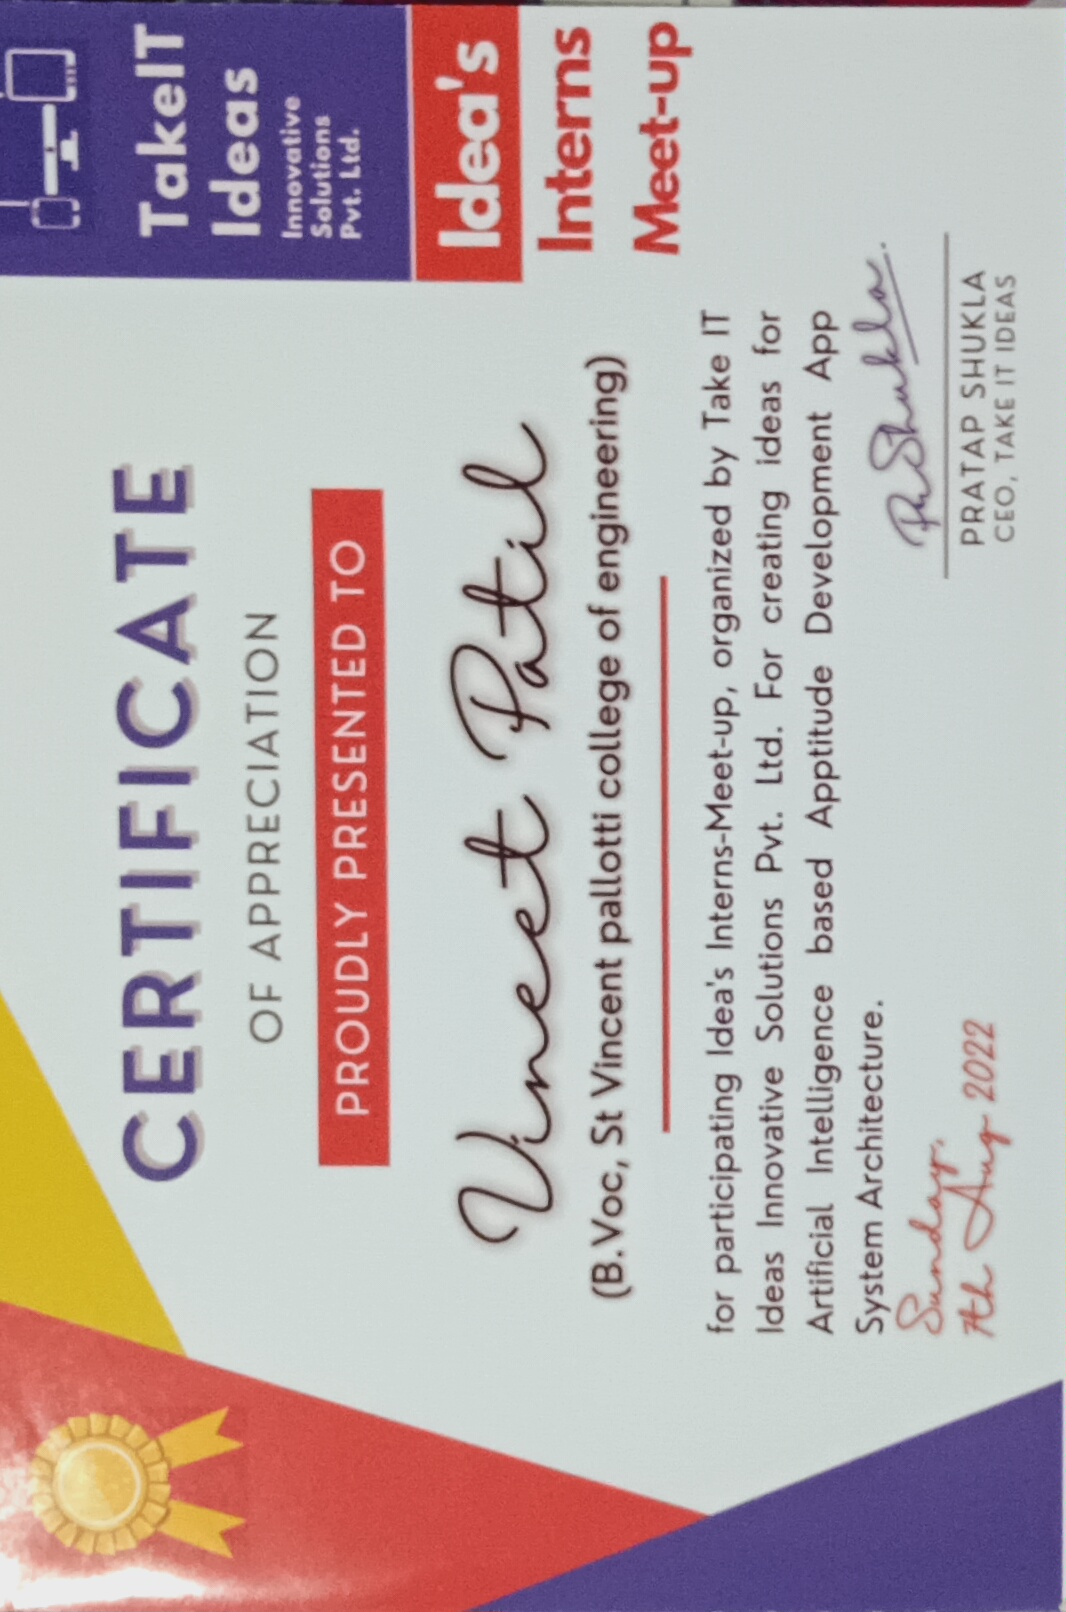 CERTIFICATE
OF APPRECIATION
PROUDLY PRESENTED TO
Vineet Patil
(B.Voc, St Vincent pallotti college of engineering)
for participating Idea's Interns-Meet-up, organized by Take IT
Ideas Innovative Solutions Pvt. Ltd. For creating ideas for
Artificial Intelligence based Apptitude Development App
System Architecture.
Sunday,
7th Aug 2022
P. Shukla.
PRATAP SHUKLA
CEO, TAKE IT IDEAS
TakeIT
Ideas
Innovative
Solutions
Pvt. Ltd.
Idea's
Interns
Meet-up